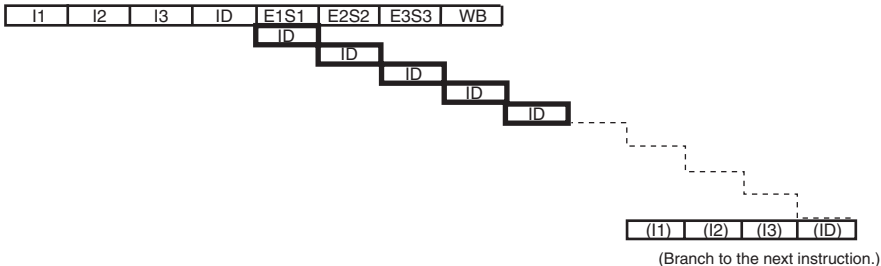 I1 I2 I3 ID E1S1 E2S2 E3S3 WB
ID
ID
ID
ID
ID
(I1) (I2) (I3) (ID)
(Branch to the next instruction.)